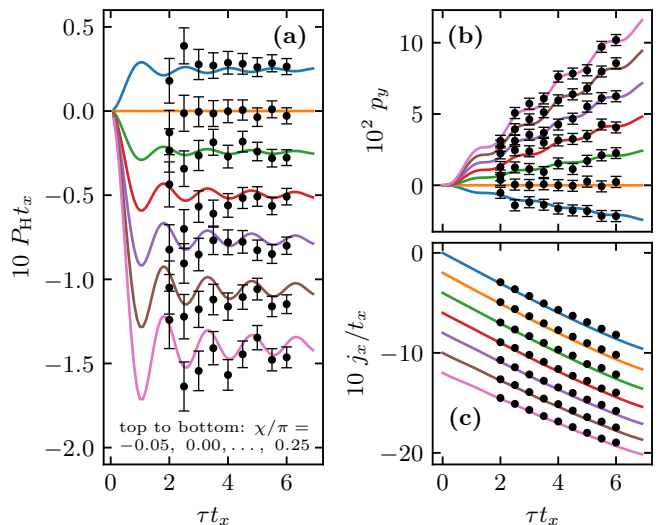 (a)
0.5
0.0
−0.5
−1.0
−1.5
−2.0
10 P_H t_x
top to bottom: χ/π =
−0.05, 0.00, . . . , 0.25
0 2 4 6
τt_x
(b)
10
5
0
10² p_y
(c)
0
−10
−20
10 j_x/t_x
0 2 4 6
τt_x